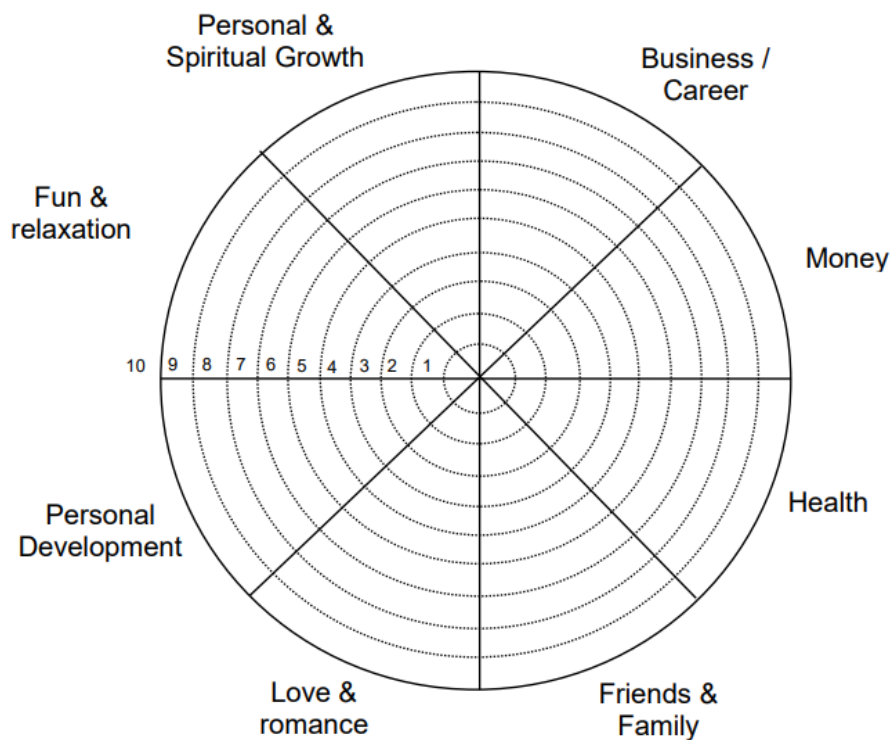 Personal &
Spiritual Growth
Business /
Career
Fun &
relaxation
Money
10 9 8 7 6 5 4 3 2 1
Personal
Development
Health
Love &
romance
Friends &
Family